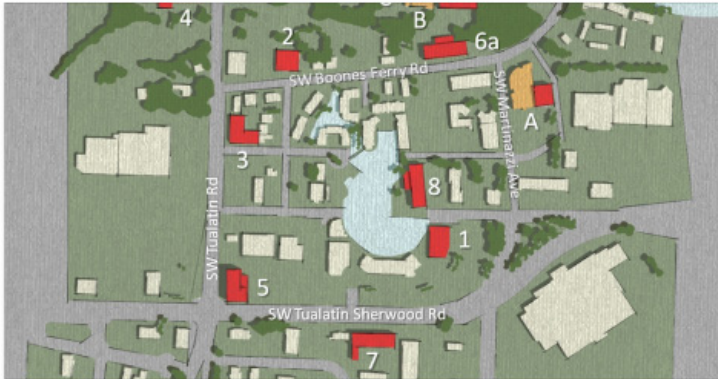 4
B
2
6a
SW Boones Ferry Rd
SW Martinazzi Ave
A
3
8
SW Tualatin Rd
1
5
SW Tualatin Sherwood Rd
7